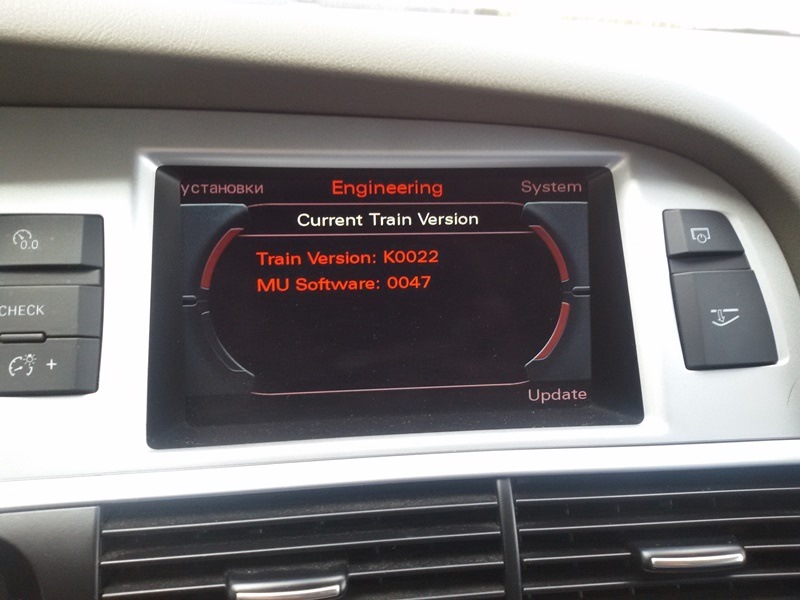 установки Engineering System
Current Train Version
Train Version: K0022
MU Software: 0047
Update
0.0
CHECK
+